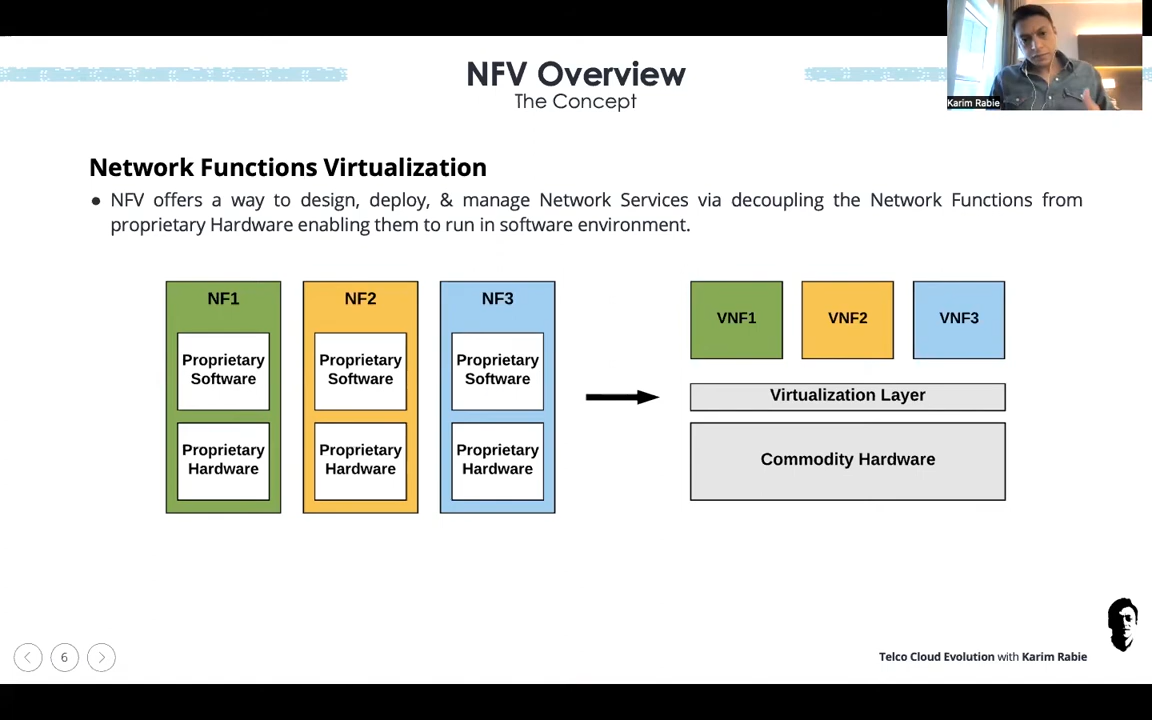 Karim Rabie
NFV Overview
The Concept
Network Functions Virtualization
● NFV offers a way to design, deploy, & manage Network Services via decoupling the Network Functions from
proprietary Hardware enabling them to run in software environment.
NF1
Proprietary
Software
Proprietary
Hardware
NF2
Proprietary
Software
Proprietary
Hardware
NF3
Proprietary
Software
Proprietary
Hardware
VNF1
VNF2
VNF3
Virtualization Layer
Commodity Hardware
6
Telco Cloud Evolution with Karim Rabie